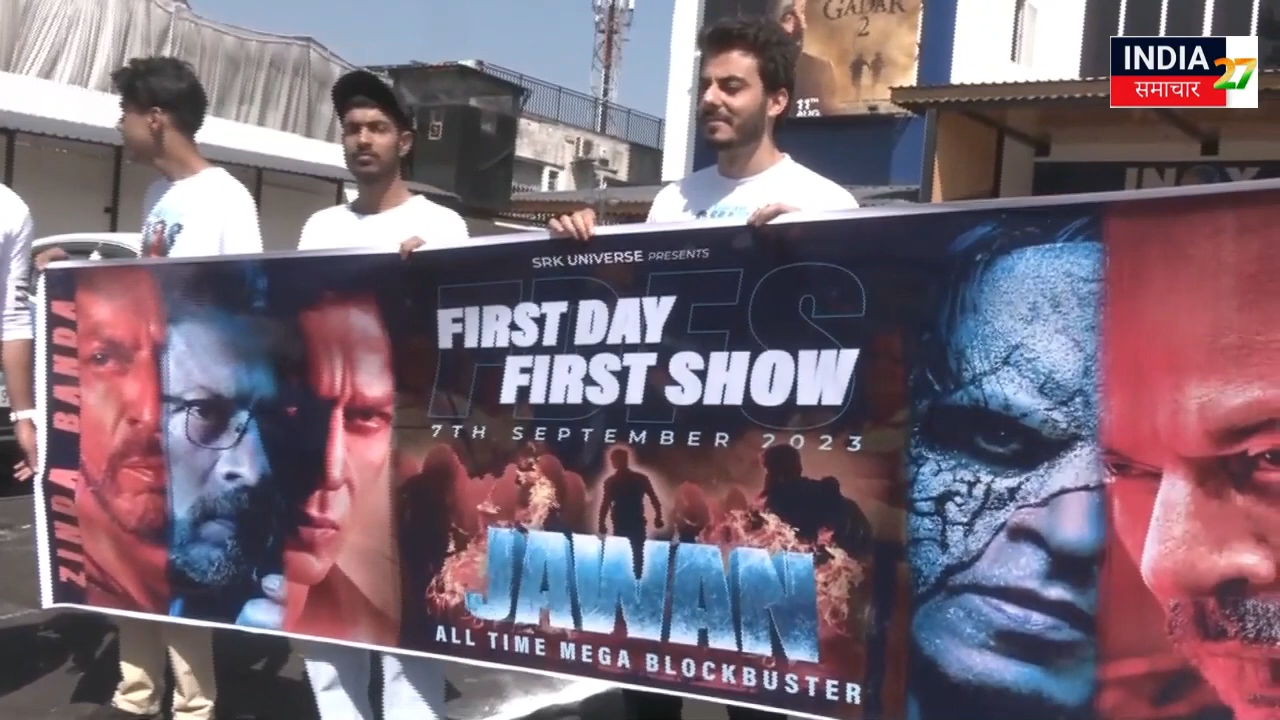 GADAR
2
11TH
AUG
INDIA
27
समाचार
INOX
SRK UNIVERSE PRESENTS
FDFS
FIRST DAY
FIRST SHOW
7TH SEPTEMBER 2023
ZINDA BANDA
JAWAN
ALL TIME MEGA BLOCKBUSTER